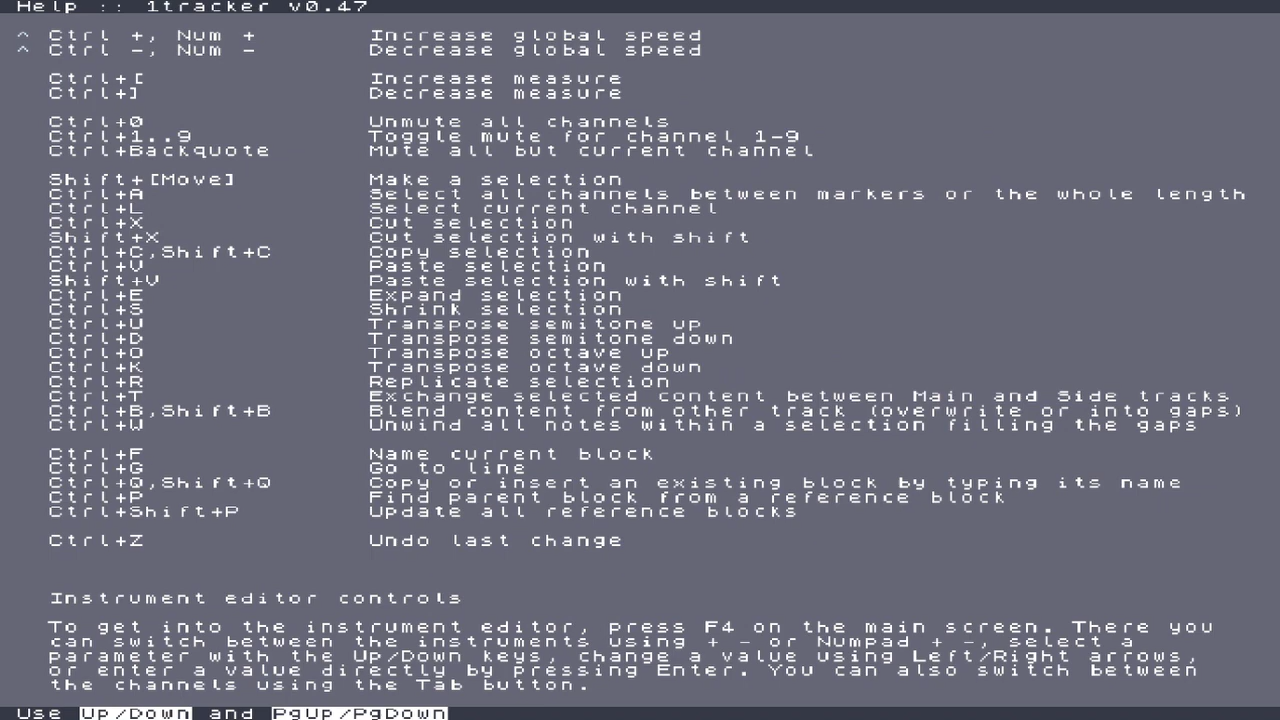 Help :: 1tracker v0.47
^ Ctrl +, Num + Increase global speed
^ Ctrl -, Num - Decrease global speed
Ctrl+[ Increase measure
Ctrl+] Decrease measure
Ctrl+0 Unmute all channels
Ctrl+1..9 Toggle mute for channel 1-9
Ctrl+Backquote Mute all but current channel
Shift+[Move] Make a selection
Ctrl+A Select all channels between markers or the whole length
Ctrl+L Select current channel
Ctrl+X Cut selection
Shift+X Cut selection with shift
Ctrl+C,Shift+C Copy selection
Ctrl+V Paste selection
Shift+V Paste selection with shift
Ctrl+E Expand selection
Ctrl+S Shrink selection
Ctrl+U Transpose semitone up
Ctrl+D Transpose semitone down
Ctrl+O Transpose octave up
Ctrl+K Transpose octave down
Ctrl+R Replicate selection
Ctrl+T Exchange selected content between Main and Side tracks
Ctrl+B,Shift+B Blend content from other track (overwrite or into gaps)
Ctrl+W Unwind all notes within a selection filling the gaps
Ctrl+F Name current block
Ctrl+G Go to line
Ctrl+Q,Shift+Q Copy or insert an existing block by typing its name
Ctrl+P Find parent block from a reference block
Ctrl+Shift+P Update all reference blocks
Ctrl+Z Undo last change
Instrument editor controls
To get into the instrument editor, press F4 on the main screen. There you
can switch between the instruments using + - or Numpad + -, select a
parameter with the Up/Down keys, change a value using Left/Right arrows,
or enter a value directly by pressing Enter. You can also switch between
the channels using the Tab button.
Use Up/Down and PgUp/PgDown